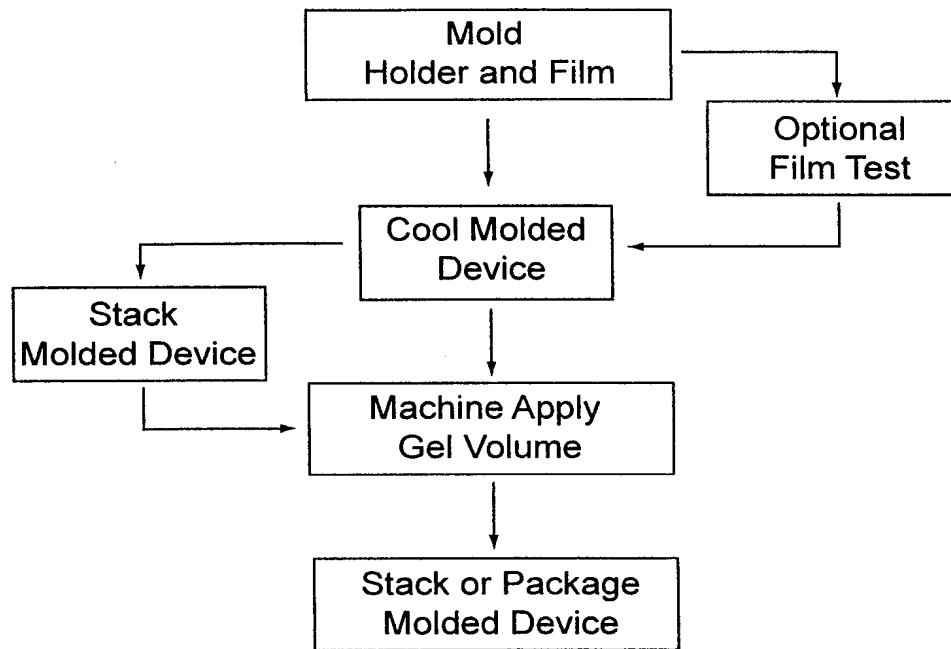 Mold
Holder and Film
Optional
Film Test
Cool Molded
Device
Stack
Molded Device
Machine Apply
Gel Volume
Stack or Package
Molded Device